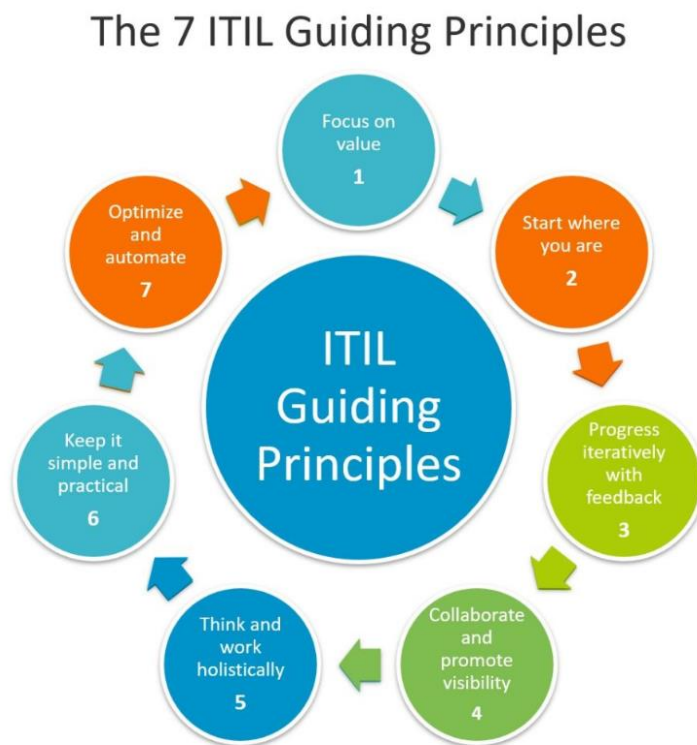 The 7 ITIL Guiding Principles
Focus on
value
1
Start where
you are
2
Progress
iteratively with
feedback
3
Collaborate
and
promote
visibility
4
Think and
work
holistically
5
Keep it
simple and
practical
6
Optimize
and
automate
7
ITIL
Guiding
Principles